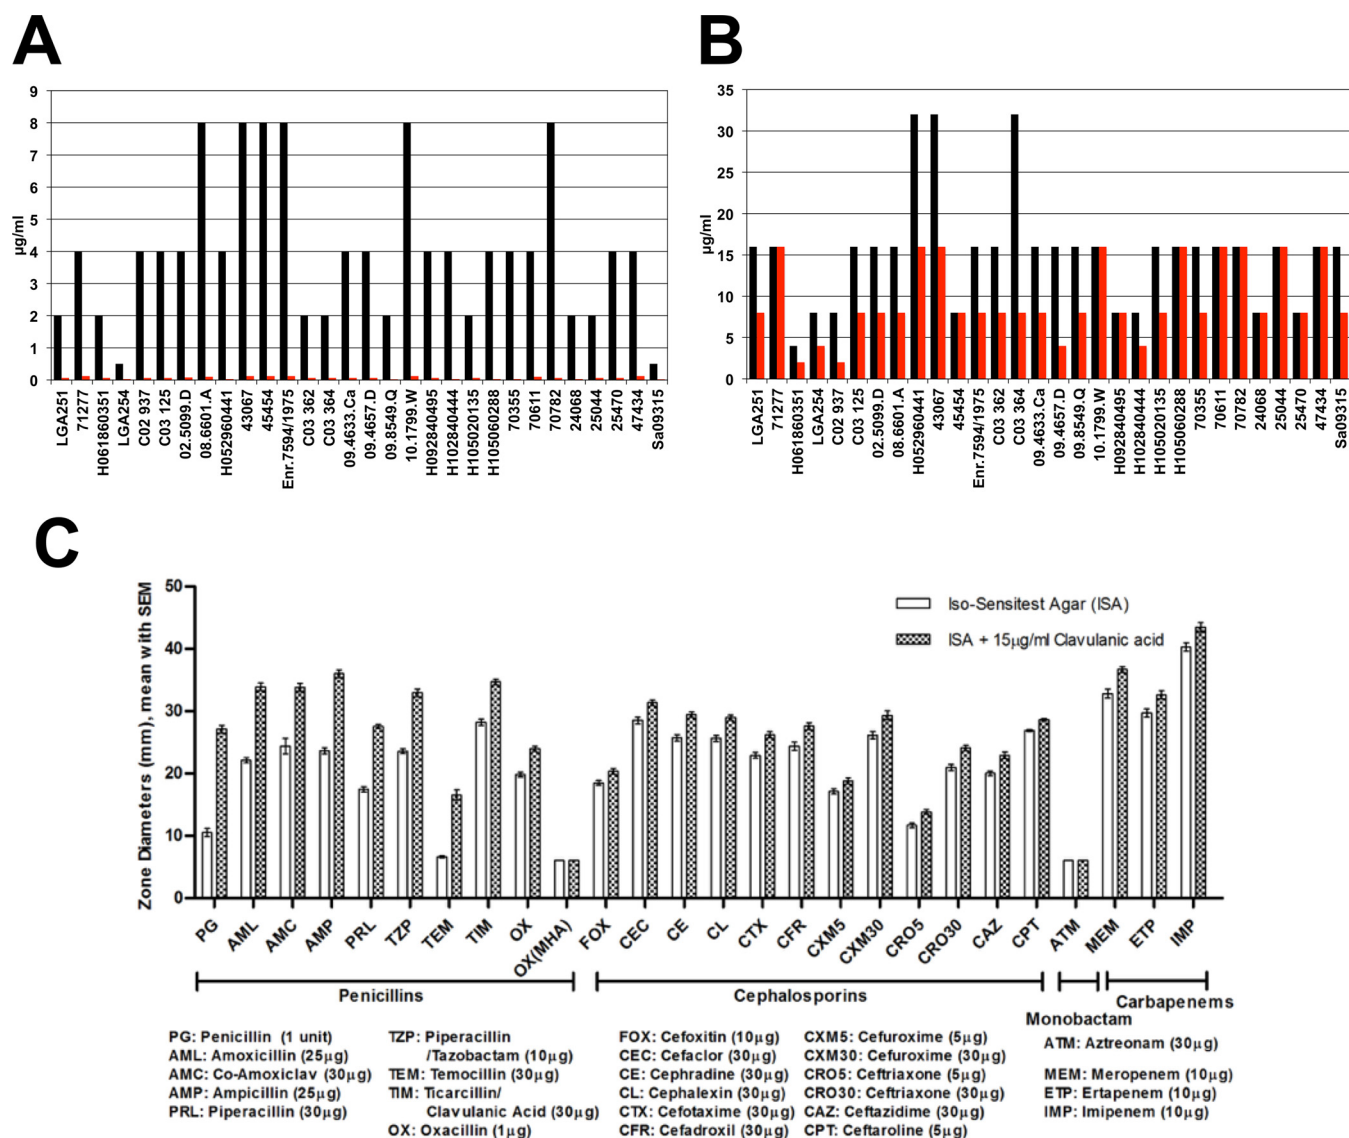 A
B
9
8
7
6
5
4
3
2
1
0
µg/ml
LGA251
71277
H061860351
LGA254
C02 937
C03 125
02.5099.D
08.6601.A
H052960441
43067
45454
Enr.7594/1975
C03 362
C03 364
09.4633.Ca
09.4657.D
09.8549.Q
10.1799.W
H092840495
H102840444
H105020135
H105060288
70355
70611
70782
24068
25044
25470
47434
Sa09315
35
30
25
20
15
10
5
0
µg/ml
LGA251
71277
H061860351
LGA254
C02 937
C03 125
02.5099.D
08.6601.A
H052960441
43067
45454
Enr.7594/1975
C03 362
C03 364
09.4633.Ca
09.4657.D
09.8549.Q
10.1799.W
H092840495
H102840444
H105020135
H105060288
70355
70611
70782
24068
25044
25470
47434
Sa09315
C
Zone Diameters (mm), mean with SEM
50
40
30
20
10
0
Iso-Sensitest Agar (ISA)
ISA + 15µg/ml Clavulanic acid
PG
AML
AMC
AMP
PRL
TZP
TEM
TIM
OX
OX(MHA)
FOX
CEC
CE
CL
CTX
CFR
CXM5
CXM30
CRO5
CRO30
CAZ
CPT
ATM
MEM
ETP
IMP
Penicillins
Cephalosporins
Monobactam
Carbapenems
PG: Penicillin (1 unit)
AML: Amoxicillin (25µg)
AMC: Co-Amoxiclav (30µg)
AMP: Ampicillin (25µg)
PRL: Piperacillin (30µg)
TZP: Piperacillin
/Tazobactam (10µg)
TEM: Temocillin (30µg)
TIM: Ticarcillin/
Clavulanic Acid (30µg)
OX: Oxacillin (1µg)
FOX: Cefoxitin (10µg)
CEC: Cefaclor (30µg)
CE: Cephradine (30µg)
CL: Cephalexin (30µg)
CTX: Cefotaxime (30µg)
CFR: Cefadroxil (30µg)
CXM5: Cefuroxime (5µg)
CXM30: Cefuroxime (30µg)
CRO5: Ceftriaxone (5µg)
CRO30: Ceftriaxone (30µg)
CAZ: Ceftazidime (30µg)
CPT: Ceftaroline (5µg)
ATM: Aztreonam (30µg)
MEM: Meropenem (10µg)
ETP: Ertapenem (10µg)
IMP: Imipenem (10µg)